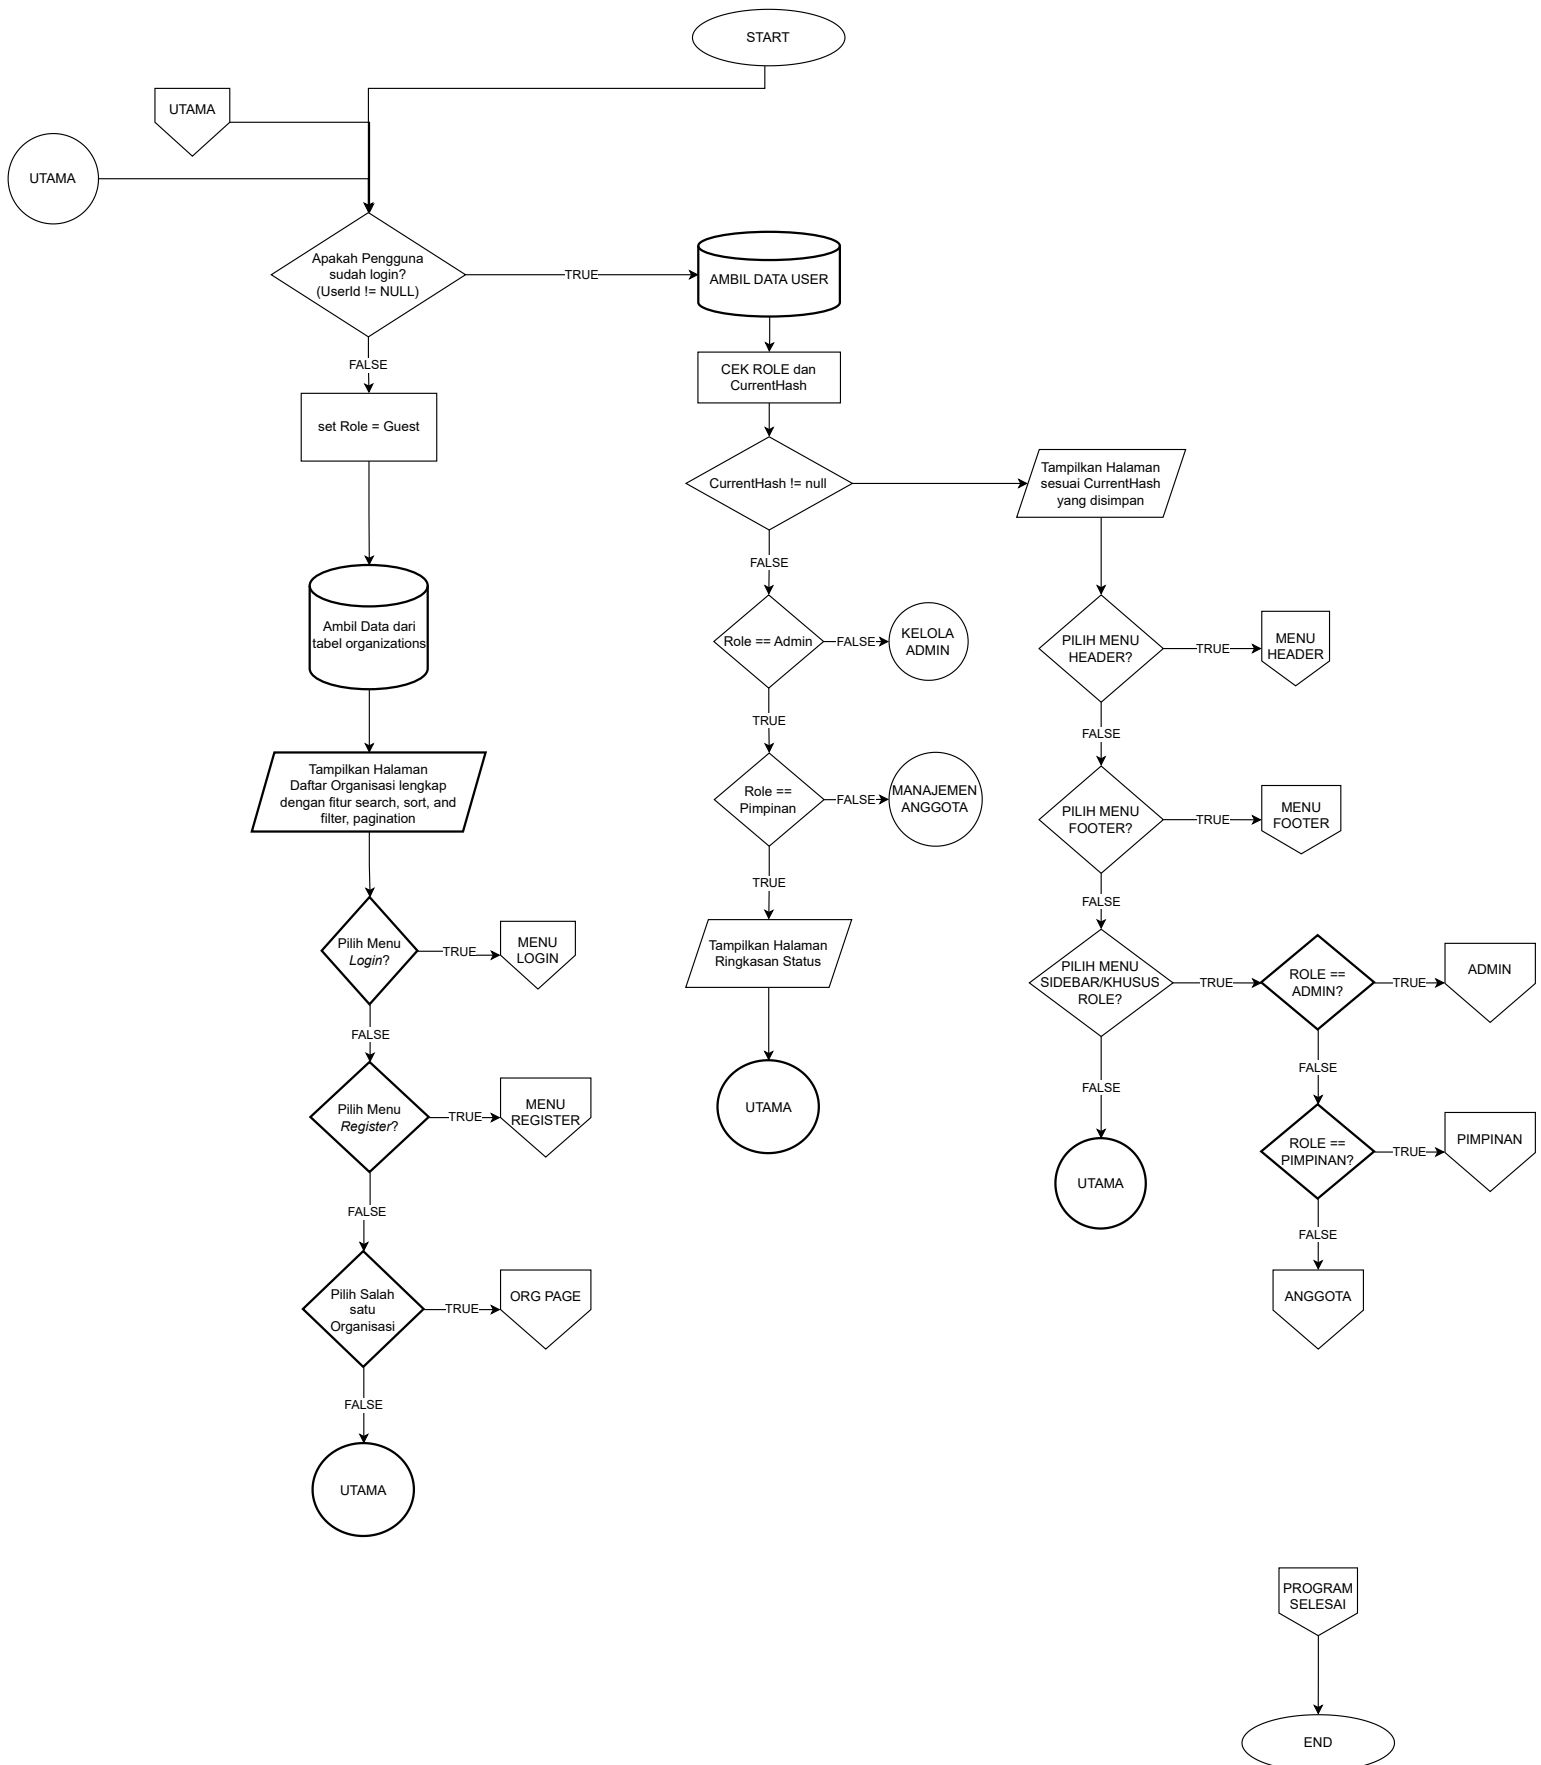 START
UTAMA
UTAMA
Apakah Pengguna
sudah login?
(UserId != NULL)
TRUE
AMBIL DATA USER
FALSE
set Role = Guest
Ambil Data dari
tabel organizations
Tampilkan Halaman
Daftar Organisasi lengkap
dengan fitur search, sort, and
filter, pagination
Pilih Menu
Login?
TRUE
MENU
LOGIN
FALSE
Pilih Menu
Register?
TRUE
MENU
REGISTER
FALSE
Pilih Salah
satu
Organisasi
TRUE
ORG PAGE
FALSE
UTAMA
CEK ROLE dan
CurrentHash
CurrentHash != null
FALSE
Role == Admin
FALSE
KELOLA
ADMIN
TRUE
Role ==
Pimpinan
FALSE
MANAJEMEN
ANGGOTA
TRUE
Tampilkan Halaman
Ringkasan Status
UTAMA
Tampilkan Halaman
sesuai CurrentHash
yang disimpan
PILIH MENU
HEADER?
TRUE
MENU
HEADER
FALSE
PILIH MENU
FOOTER?
TRUE
MENU
FOOTER
FALSE
PILIH MENU
SIDEBAR/KHUSUS
ROLE?
TRUE
ROLE ==
ADMIN?
TRUE
ADMIN
FALSE
FALSE
UTAMA
ROLE ==
PIMPINAN?
TRUE
PIMPINAN
FALSE
ANGGOTA
PROGRAM
SELESAI
END